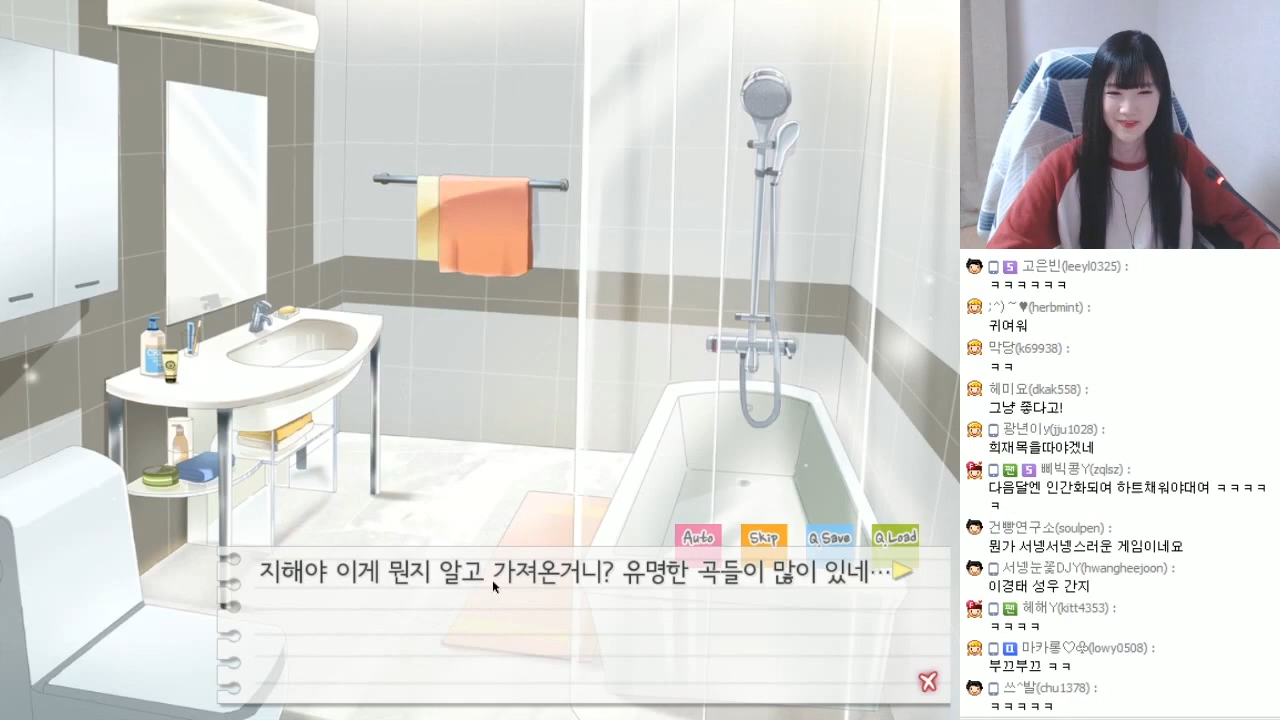 Auto
Skip
Q.Save
Q.Load
지해야 이게 뭔지 알고 가져온거니? 유명한 곡들이 많이 있네…
고은빈(leeyl0325) :
ㅋㅋㅋㅋㅋㅋ
;^)~♥(herbmint) :
귀여워
막당(k69938) :
ㅋㅋ
헤미요(dkak558) :
그냥 좋다고!
광년이y(jju1028) :
희재목을따야겠네
팬 S 삐빅콩Y(zqlsz) :
다음달엔 인간화되여 하트채워야대여 ㅋㅋㅋㅋ
ㅋ
건빵연구소(soulpen) :
뭔가 서넹서넹스러운 게임이네요
서넹눈꽃DJY(hwangheejoon) :
이경태 성우 간지
팬 혜해Y(kitt4353) :
ㅋㅋㅋㅋ
마카롱♡숑(lowy0508) :
부끄부끄 ㅋㅋ
쓰^발(chu1378) :
ㅋㅋㅋㅋㅋ